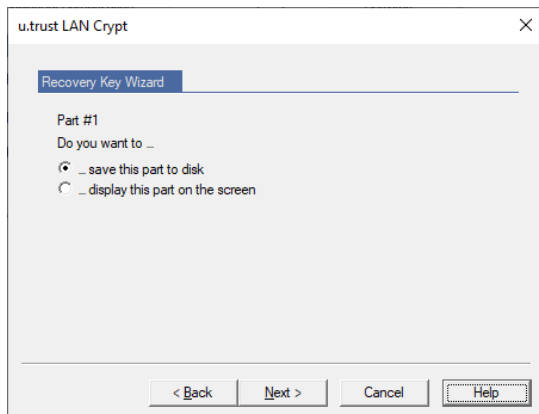 u.trust LAN Crypt
Recovery Key Wizard
Part #1
Do you want to ...
... save this part to disk
... display this part on the screen
< Back
Next >
Cancel
Help